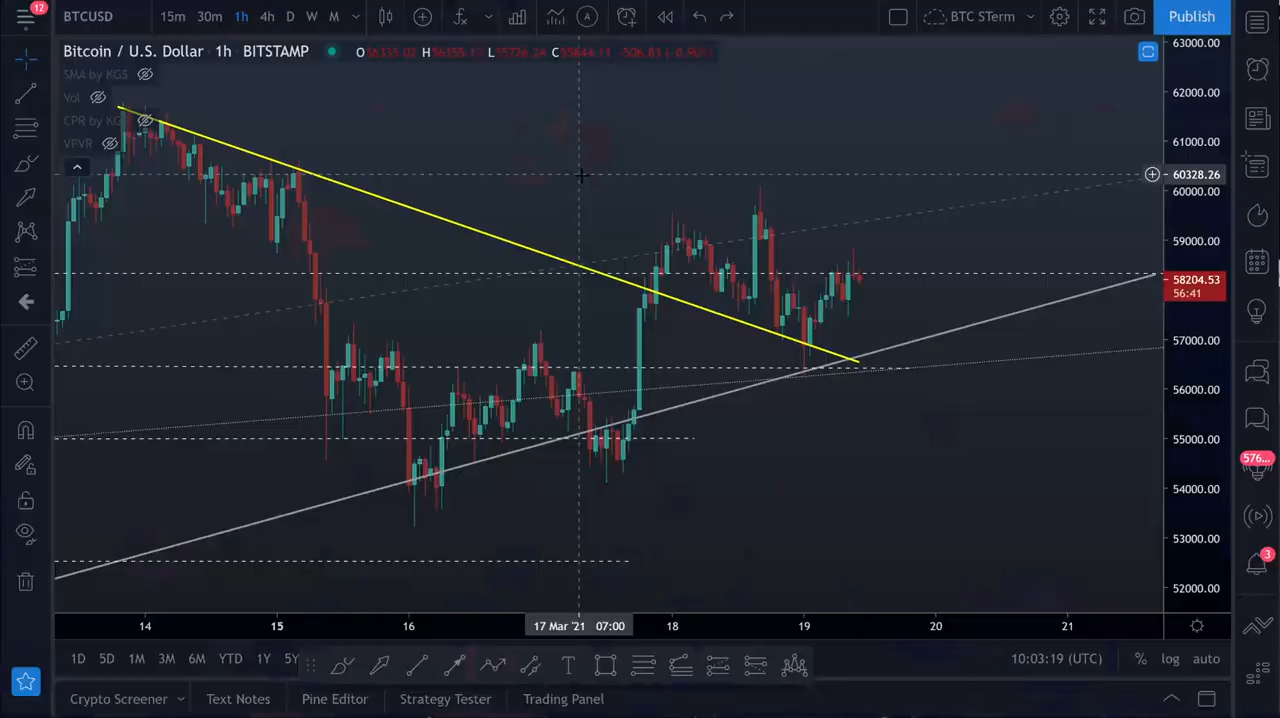 12
BTCUSD 15m 30m 1h 4h D W M BTC STerm Publish
Bitcoin / U.S. Dollar · 1h · BITSTAMP O H L C
SMA by KGS
Vol
CPR by KGS
VPVR
63000.00
62000.00
61000.00
60328.26
60000.00
59000.00
58204.53
56:41
57000.00
56000.00
55000.00
54000.00
53000.00
52000.00
576...
3
14 15 16 17 Mar '21 07:00 18 19 20 21
1D 5D 1M 3M 6M YTD 1Y 5Y 10:03:19 (UTC) % log auto
Crypto Screener Text Notes Pine Editor Strategy Tester Trading Panel